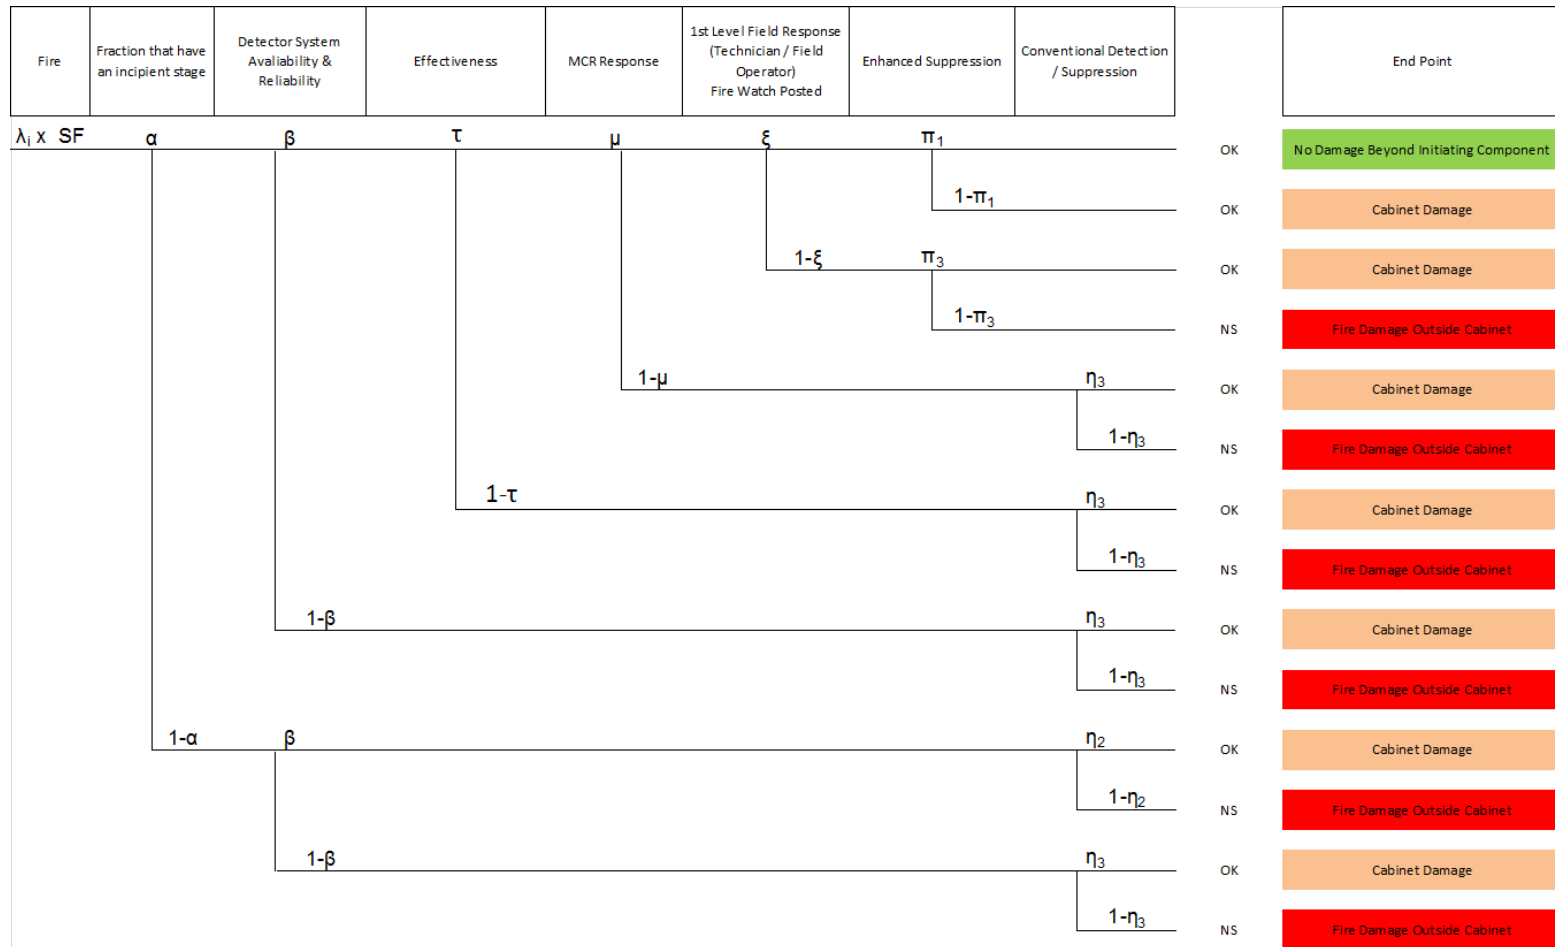 Fire
Fraction that have
an incipient stage
Detector System
Avaliability &
Reliability
Effectiveness
MCR Response
1st Level Field Response
(Technician / Field
Operator)
Fire Watch Posted
Enhanced Suppression
Conventional Detection
/ Suppression
End Point
λi x SF
α
β
τ
μ
ξ
π1
OK
No Damage Beyond Initiating Component
1-π1
OK
Cabinet Damage
1-ξ
π3
OK
Cabinet Damage
1-π3
NS
Fire Damage Outside Cabinet
1-μ
η3
OK
Cabinet Damage
1-η3
NS
Fire Damage Outside Cabinet
1-τ
η3
OK
Cabinet Damage
1-η3
NS
Fire Damage Outside Cabinet
1-β
η3
OK
Cabinet Damage
1-η3
NS
Fire Damage Outside Cabinet
1-α
β
η2
OK
Cabinet Damage
1-η2
NS
Fire Damage Outside Cabinet
1-β
η3
OK
Cabinet Damage
1-η3
NS
Fire Damage Outside Cabinet